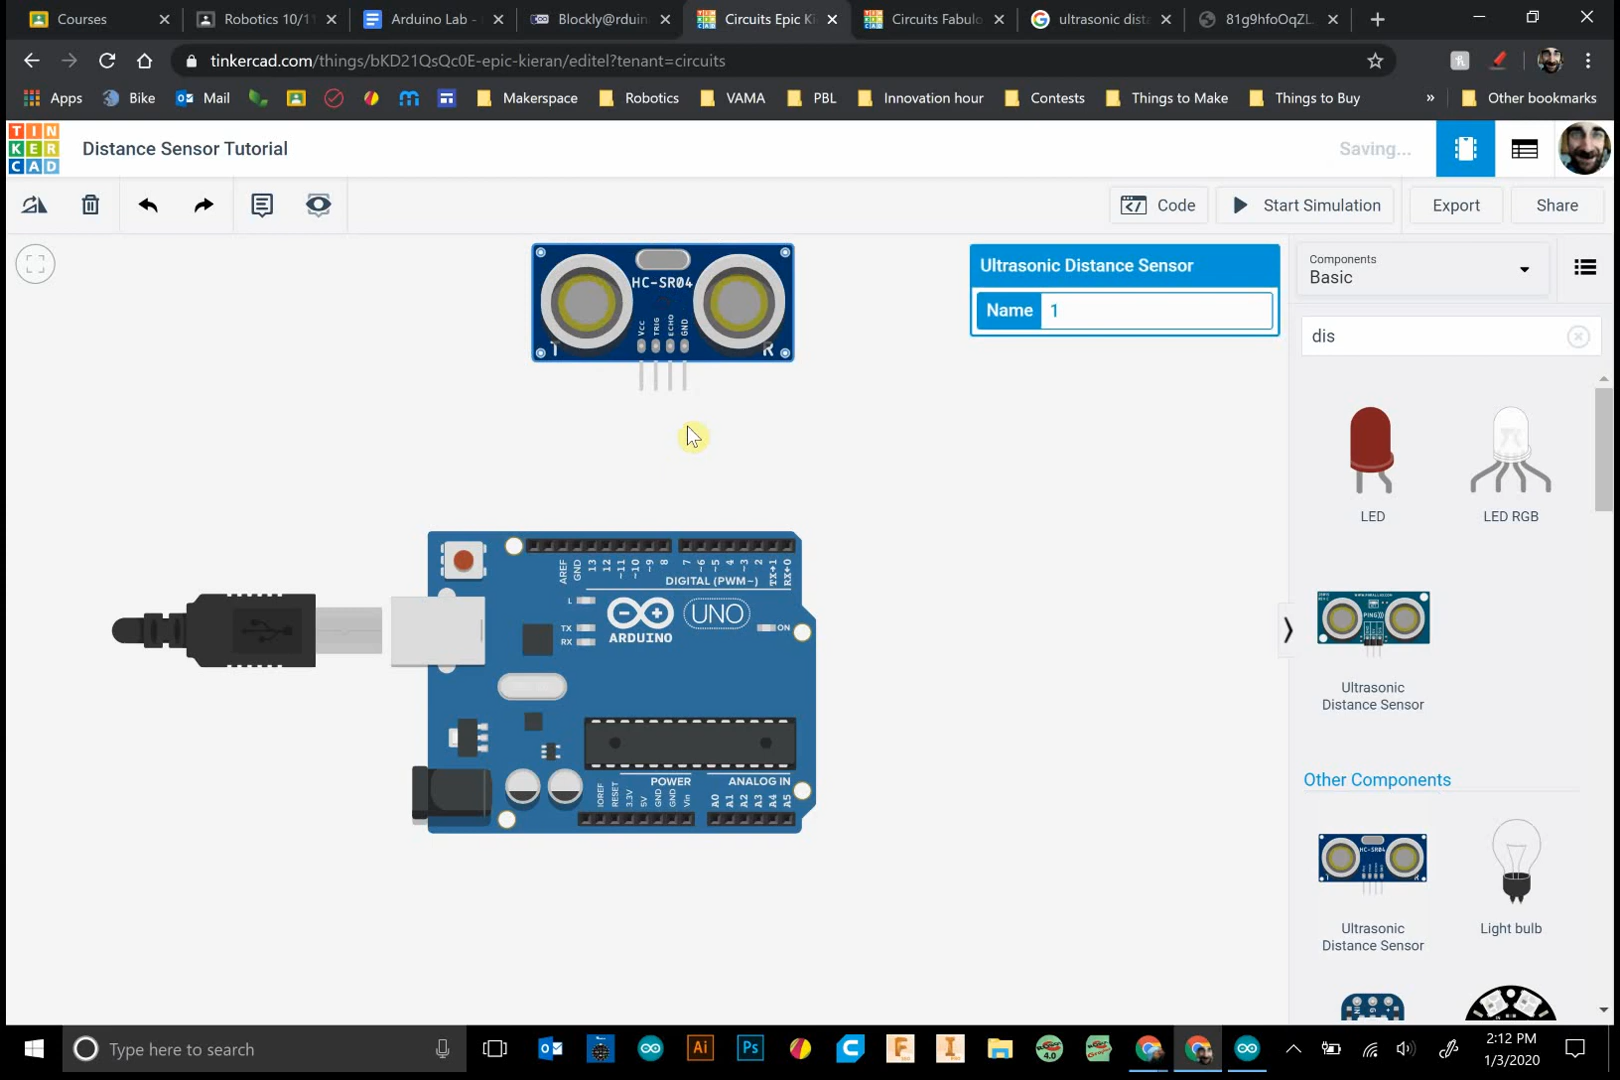 Courses
Robotics 10/1
Arduino Lab -
Blockly@rduin
Circuits Epic Ki
Circuits Fabulo
ultrasonic dista
81g9hfoOqZL.
tinkercad.com/things/bKD21QsQc0E-epic-kieran/editel?tenant=circuits
Apps
Bike
Mail
Makerspace
Robotics
VAMA
PBL
Innovation hour
Contests
Things to Make
Things to Buy
»
Other bookmarks
TIN
KER
CAD
Distance Sensor Tutorial
Saving...
Code
Start Simulation
Export
Share
HC-SR04
Vcc
TRIG
ECHO
GND
T
R
Ultrasonic Distance Sensor
Name 1
Components
Basic
dis
LED
LED RGB
Ultrasonic
Distance Sensor
Other Components
HC-SR04
Ultrasonic
Distance Sensor
Light bulb
AREF
GND
13
12
~11
~10
~9
8
7
~6
~5
4
~3
2
TX→1
RX←0
DIGITAL (PWM~)
L
TX
RX
ARDUINO
UNO
ON
POWER
ANALOG IN
IOREF
RESET
3.3V
5V
GND
GND
Vin
A0
A1
A2
A3
A4
A5
Type here to search
Ai
Ps
4.0
2:12 PM
1/3/2020